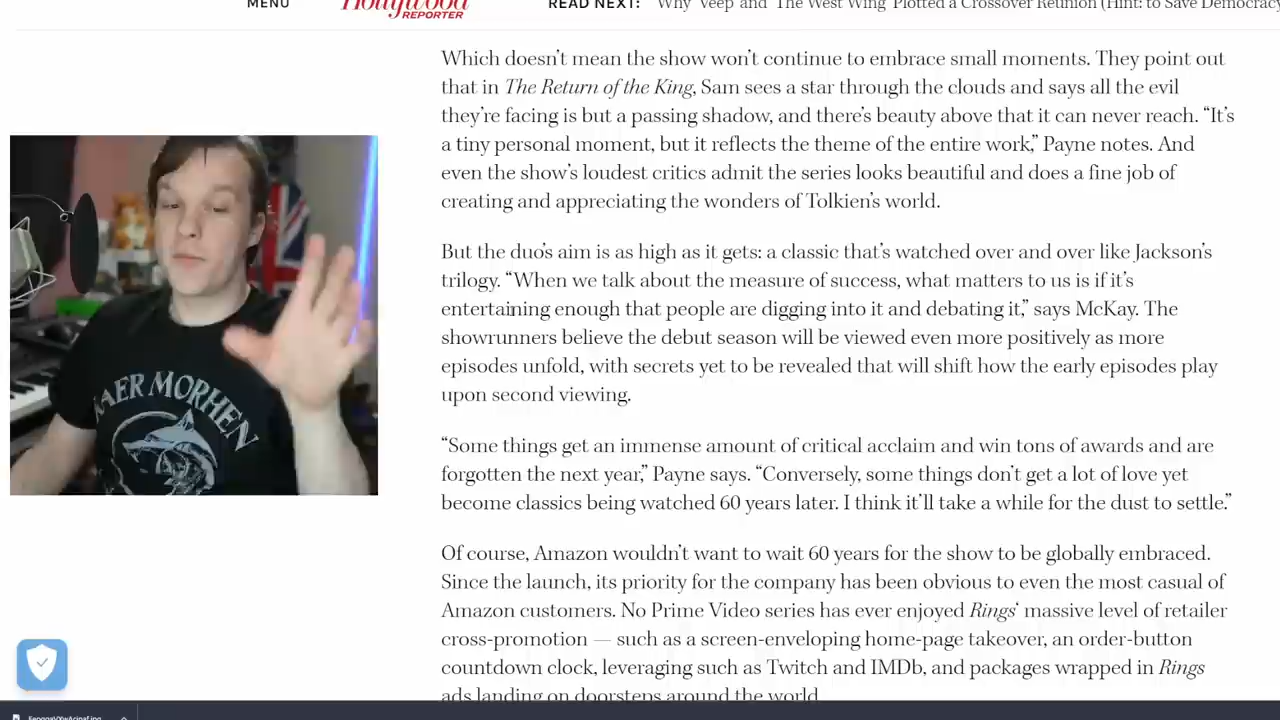 MENU
Hollywood
REPORTER
READ NEXT: Why 'Veep' and 'The West Wing' Plotted a Crossover Reunion (Hint: to Save Democracy
Which doesn't mean the show won't continue to embrace small moments. They point out
that in The Return of the King, Sam sees a star through the clouds and says all the evil
they're facing is but a passing shadow, and there's beauty above that it can never reach. “It's
a tiny personal moment, but it reflects the theme of the entire work,” Payne notes. And
even the show's loudest critics admit the series looks beautiful and does a fine job of
creating and appreciating the wonders of Tolkien's world.
But the duo's aim is as high as it gets: a classic that's watched over and over like Jackson's
trilogy. “When we talk about the measure of success, what matters to us is if it's
entertaining enough that people are digging into it and debating it,” says McKay. The
showrunners believe the debut season will be viewed even more positively as more
episodes unfold, with secrets yet to be revealed that will shift how the early episodes play
upon second viewing.
“Some things get an immense amount of critical acclaim and win tons of awards and are
forgotten the next year,” Payne says. “Conversely, some things don't get a lot of love yet
become classics being watched 60 years later. I think it'll take a while for the dust to settle.”
Of course, Amazon wouldn't want to wait 60 years for the show to be globally embraced.
Since the launch, its priority for the company has been obvious to even the most casual of
Amazon customers. No Prime Video series has ever enjoyed Rings‘ massive level of retailer
cross-promotion — such as a screen-enveloping home-page takeover, an order-button
countdown clock, leveraging such as Twitch and IMDb, and packages wrapped in Rings
ads landing on doorsteps around the world.
KAER MORHEN